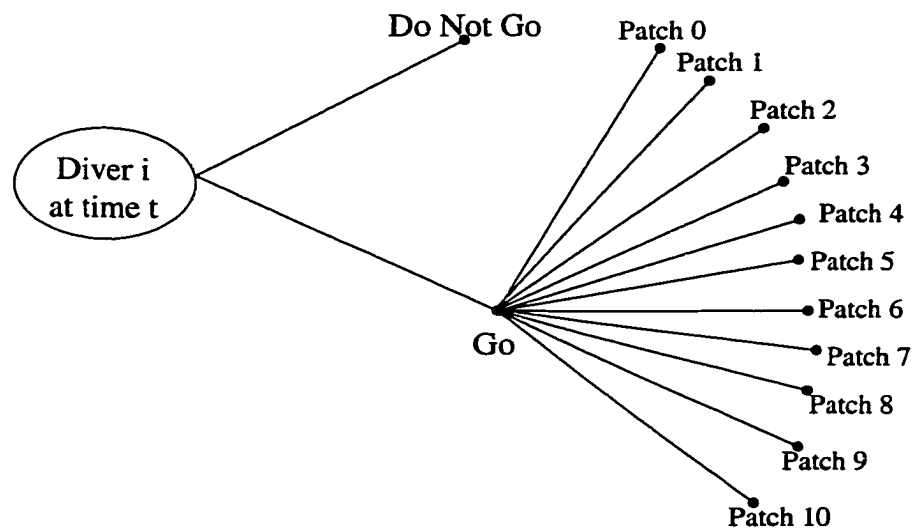 Do Not Go
Patch 0
Patch 1
Patch 2
Diver i
at time t
Patch 3
Patch 4
Patch 5
Patch 6
Go
Patch 7
Patch 8
Patch 9
Patch 10